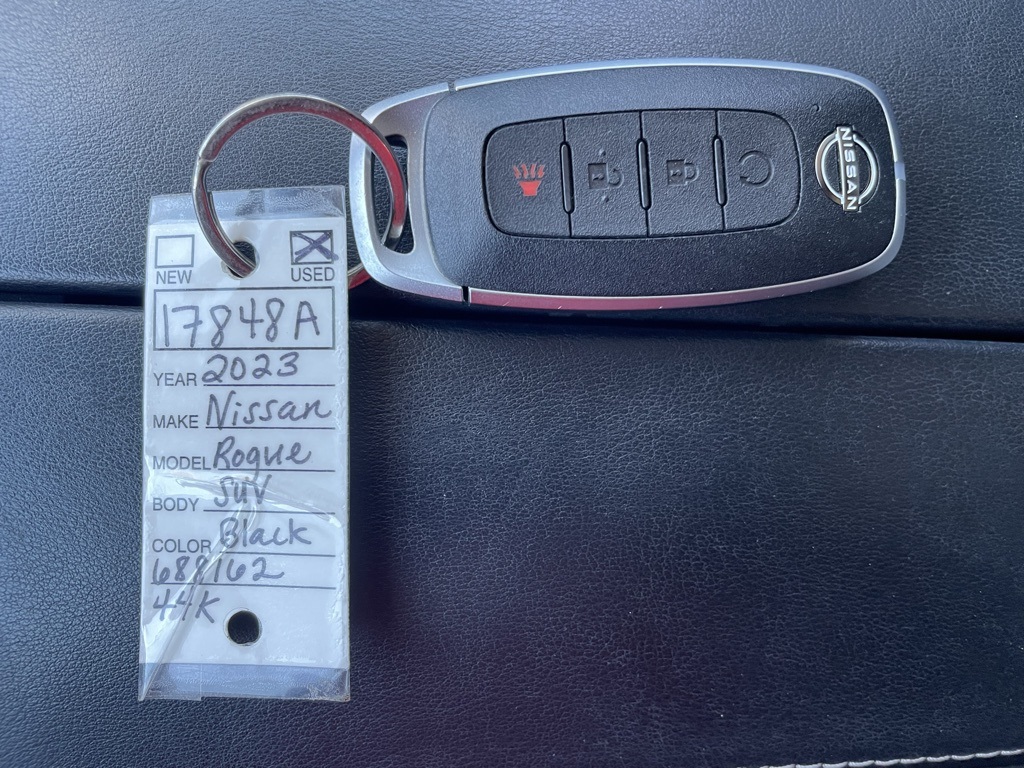 NEW USED
17848A
YEAR 2023
MAKE Nissan
MODEL Rogue
BODY SUV
COLOR Black
688162
44K
NISSAN